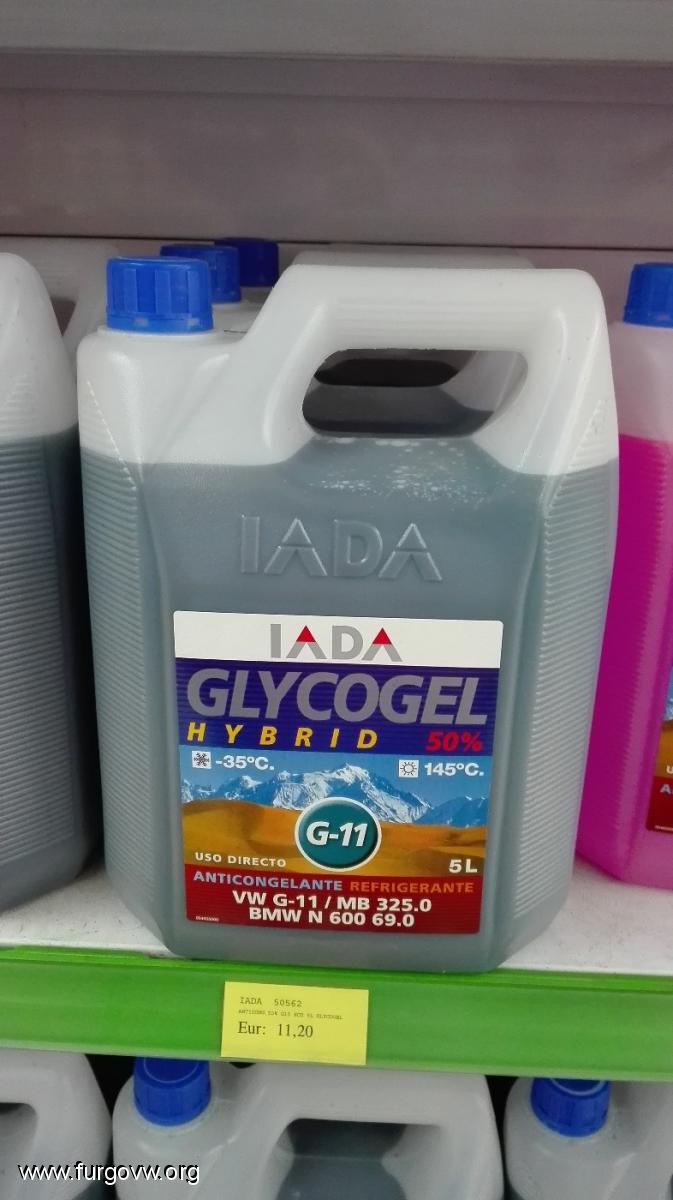 IADA
IADA
GLYCOGEL
HYBRID 50%
-35ºC. 145ºC.
G-11
USO DIRECTO
5L
ANTICONGELANTE REFRIGERANTE
VW G-11 / MB 325.0
BMW N 600 69.0
IADA 50562
Eur: 11,20
www.furgovw.org